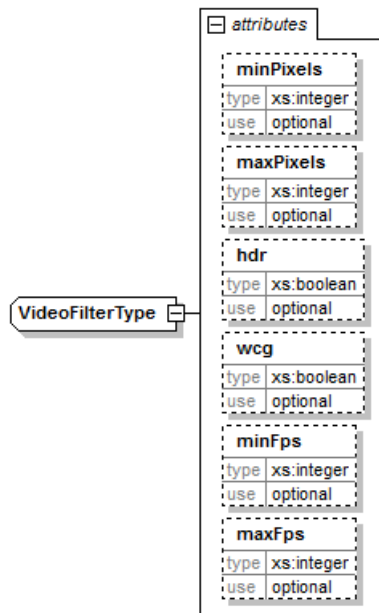 attributes
minPixels
type xs:integer
use optional
maxPixels
type xs:integer
use optional
hdr
type xs:boolean
use optional
VideoFilterType
wcg
type xs:boolean
use optional
minFps
type xs:integer
use optional
maxFps
type xs:integer
use optional